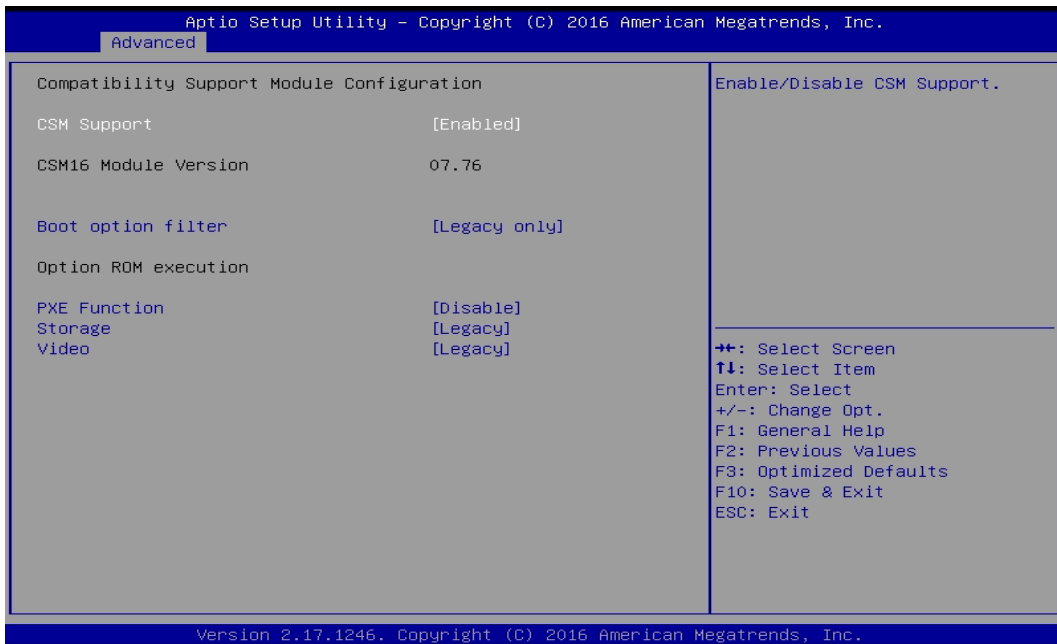 Aptio Setup Utility – Copyright (C) 2016 American Megatrends, Inc.
Advanced
Compatibility Support Module Configuration
CSM Support [Enabled]
CSM16 Module Version 07.76
Boot option filter [Legacy only]
Option ROM execution
PXE Function [Disable]
Storage [Legacy]
Video [Legacy]
Enable/Disable CSM Support.
→←: Select Screen
↑↓: Select Item
Enter: Select
+/-: Change Opt.
F1: General Help
F2: Previous Values
F3: Optimized Defaults
F10: Save & Exit
ESC: Exit
Version 2.17.1246. Copyright (C) 2016 American Megatrends, Inc.